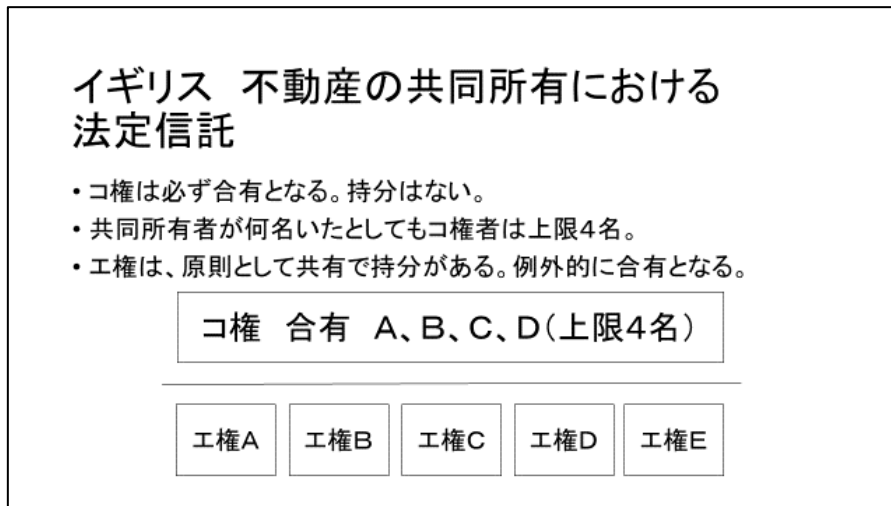 イギリス　不動産の共同所有における
法定信託
• コ権は必ず合有となる。持分はない。
• 共同所有者が何名いたとしてもコ権者は上限４名。
• エ権は、原則として共有で持分がある。例外的に合有となる。
コ権　合有　Ａ、Ｂ、Ｃ、Ｄ（上限４名）
エ権Ａ　エ権Ｂ　エ権Ｃ　エ権Ｄ　エ権Ｅ